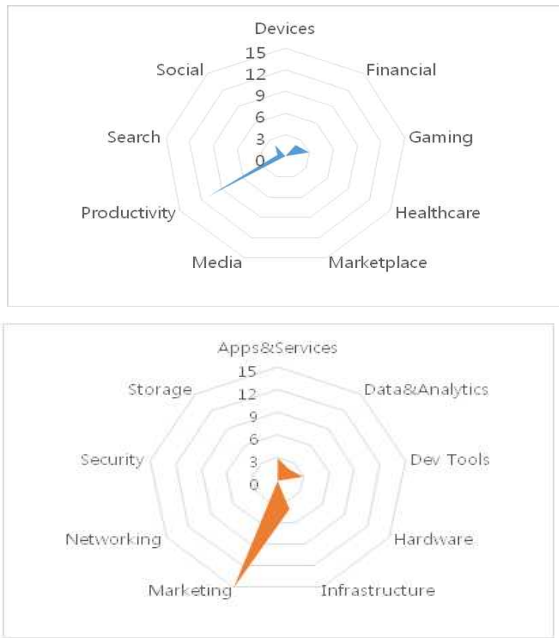 Devices
15
Social
12
Financial
9
6
Search
3
Gaming
0
Productivity
Healthcare
Media
Marketplace
Apps&Services
15
Storage
12
Data&Analytics
9
6
Security
3
Dev Tools
0
Networking
Hardware
Marketing
Infrastructure